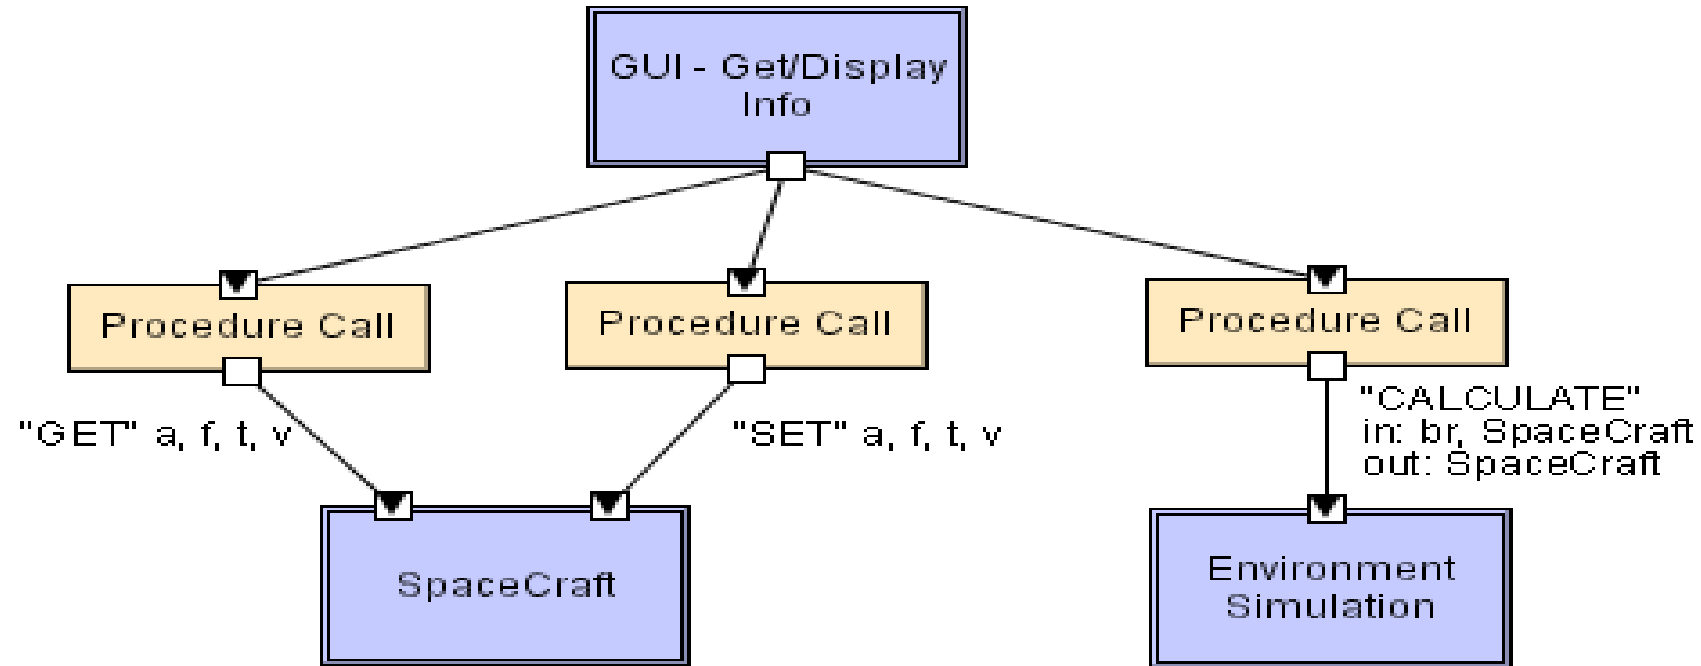 GUI - Get/Display
Info
Procedure Call
Procedure Call
Procedure Call
"GET" a, f, t, v
"SET" a, f, t, v
"CALCULATE"
in: br, SpaceCraft
out: SpaceCraft
SpaceCraft
Environment
Simulation